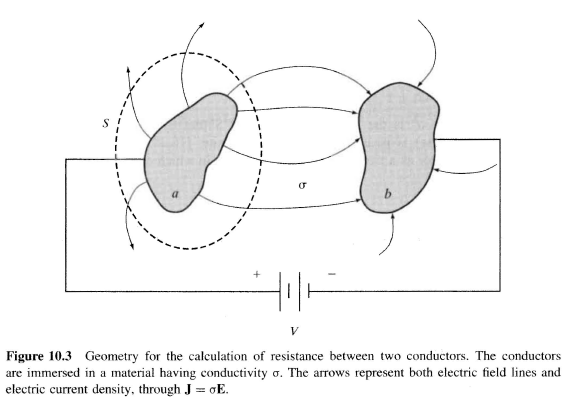 S
a
σ
b
+
−
V
Figure 10.3 Geometry for the calculation of resistance between two conductors. The conductors
are immersed in a material having conductivity σ. The arrows represent both electric field lines and
electric current density, through J = σE.